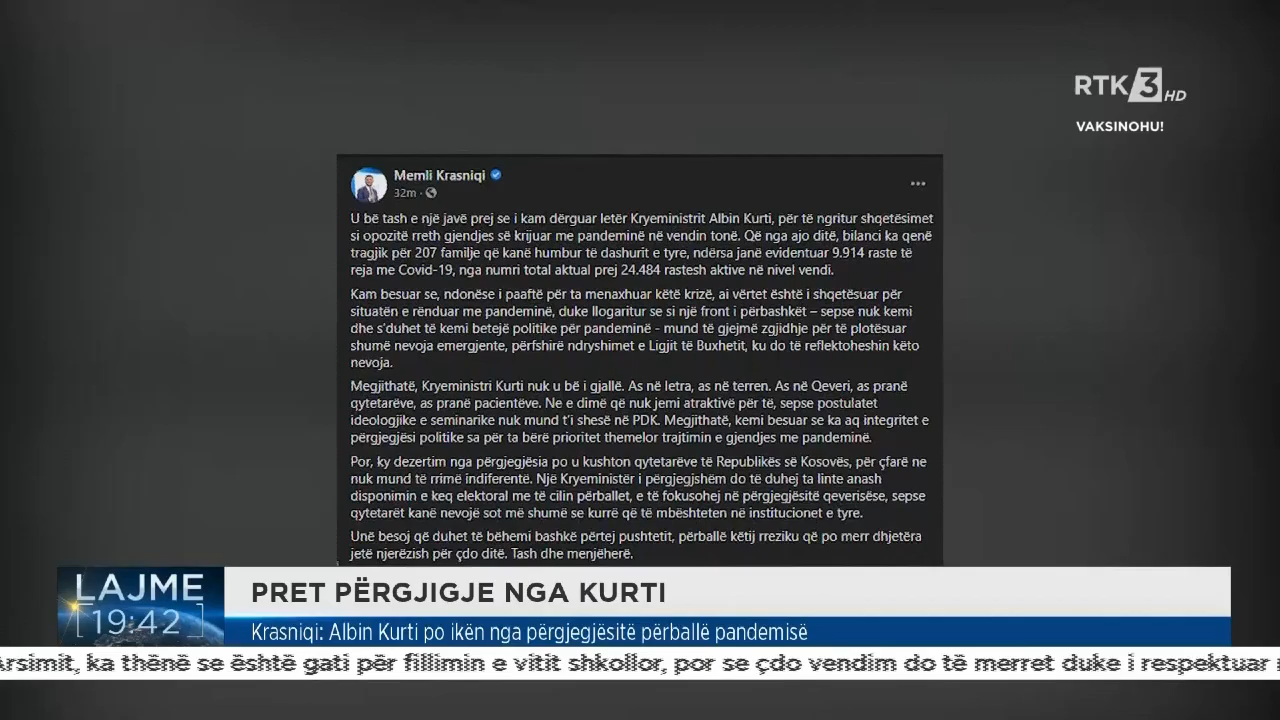 RTK 3 HD
VAKSINOHU!
Memli Krasniqi
32m
U bë tash e një javë prej se i kam dërguar letër Kryeministrit Albin Kurti, për të ngritur shqetësimet
si opozitë rreth gjendjes së krijuar me pandeminë në vendin tonë. Që nga ajo ditë, bilanci ka qenë
tragjik për 207 familje që kanë humbur të dashurit e tyre, ndërsa janë evidentuar 9.914 raste të
reja me Covid-19, nga numri total aktual prej 24.484 rastesh aktive në nivel vendi.
Kam besuar se, ndonëse i paaftë për ta menaxhuar këtë krizë, ai vërtet është i shqetësuar për
situatën e rënduar me pandeminë, duke llogaritur se si një front i përbashkët – sepse nuk kemi
dhe s'duhet të kemi betejë politike për pandeminë - mund të gjejmë zgjidhje për të plotësuar
shumë nevoja emergjente, përfshirë ndryshimet e Ligjit të Buxhetit, ku do të reflektoheshin këto
nevoja.
Megjithatë, Kryeministri Kurti nuk u bë i gjallë. As në letra, as në terren. As në Qeveri, as pranë
qytetarëve, as pranë pacientëve. Ne e dimë që nuk jemi atraktivë për të, sepse postulatet
ideologjike e seminarike nuk mund t'i shesë në PDK. Megjithatë, kemi besuar se ka aq integritet e
përgjegjësi politike sa për ta bërë prioritet themelor trajtimin e gjendjes me pandeminë.
Por, ky dezertim nga përgjegjësia po u kushton qytetarëve të Republikës së Kosovës, për çfarë ne
nuk mund të rrimë indiferentë. Një Kryeministër i përgjegjshëm do të duhej ta linte anash
disponimin e keq elektoral me të cilin përballet, e të fokusohej në përgjegjësitë qeverisëse, sepse
qytetarët kanë nevojë sot më shumë se kurrë që të mbështeten në institucionet e tyre.
Unë besoj që duhet të bëhemi bashkë përtej pushtetit, përballë këtij rreziku që po merr dhjetëra
jetë njerëzish për çdo ditë. Tash dhe menjëherë.
LAJME
19:42
PRET PËRGJIGJE NGA KURTI
Krasniqi: Albin Kurti po ikën nga përgjegjësitë përballë pandemisë
Arsimit, ka thënë se është gati për fillimin e vitit shkollor, por se çdo vendim do të merret duke i respektuar